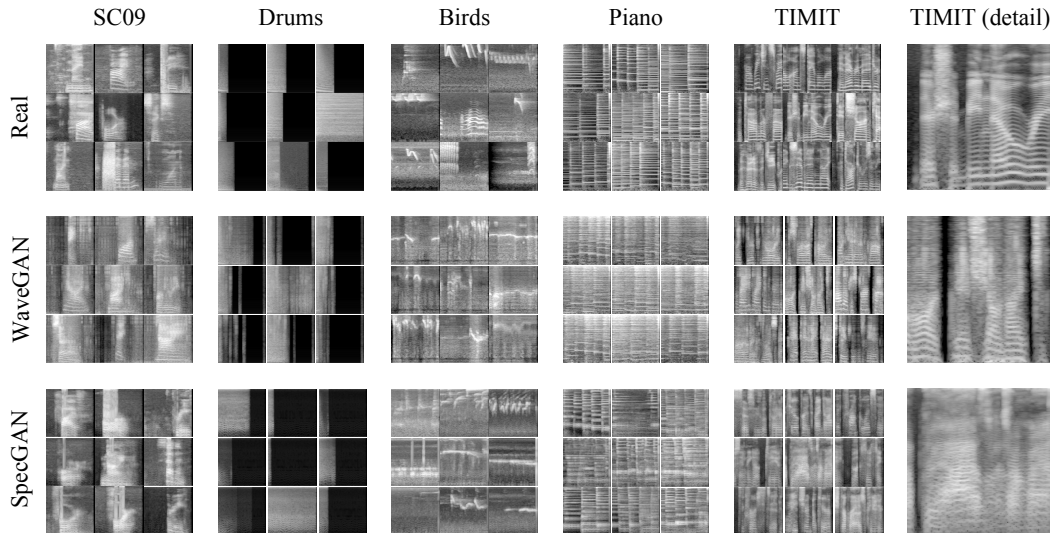 SC09 Drums Birds Piano TIMIT TIMIT (detail)
Real
WaveGAN
SpecGAN